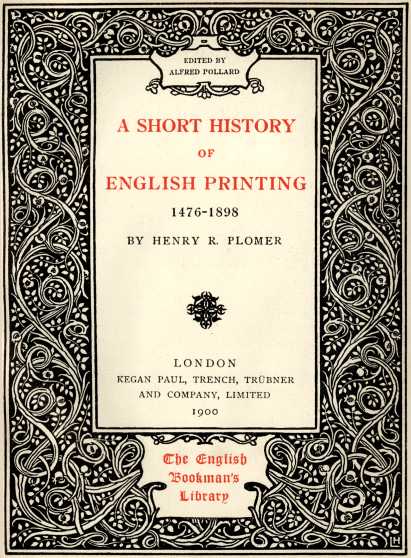 EDITED BY
ALFRED POLLARD
A SHORT HISTORY
OF
ENGLISH PRINTING
1476-1898
BY HENRY R. PLOMER
LONDON
KEGAN PAUL, TRENCH, TRÜBNER
AND COMPANY, LIMITED
1900
The English
Bookman's
Library
H